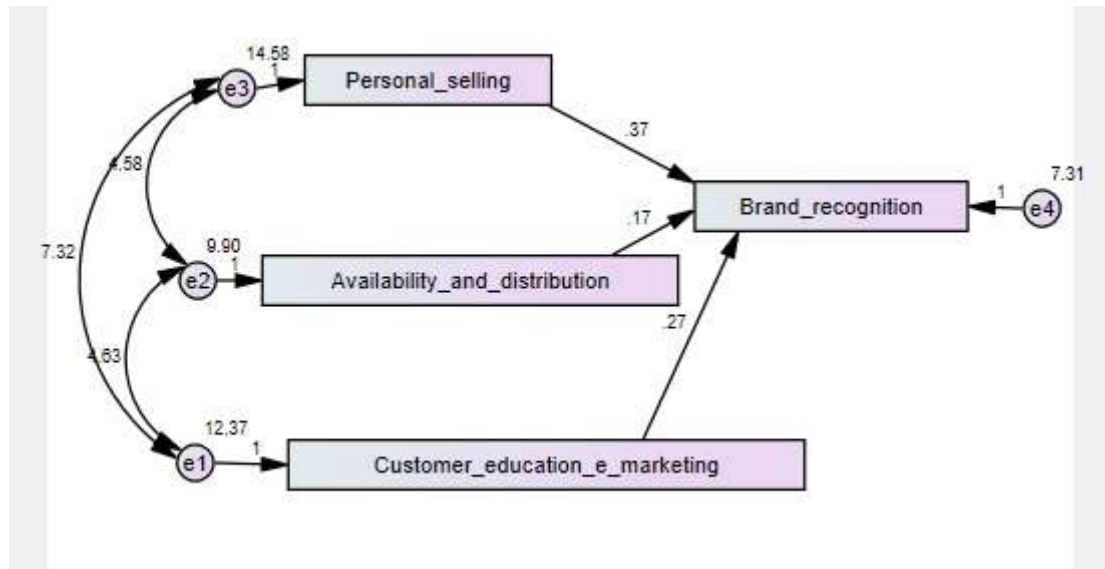 14.58
1
e3
Personal_selling
.37
4.58
7.31
Brand_recognition
1
e4
7.32
9.90
.17
1
e2
Availability_and_distribution
.27
4.63
12.37
1
e1
Customer_education_e_marketing